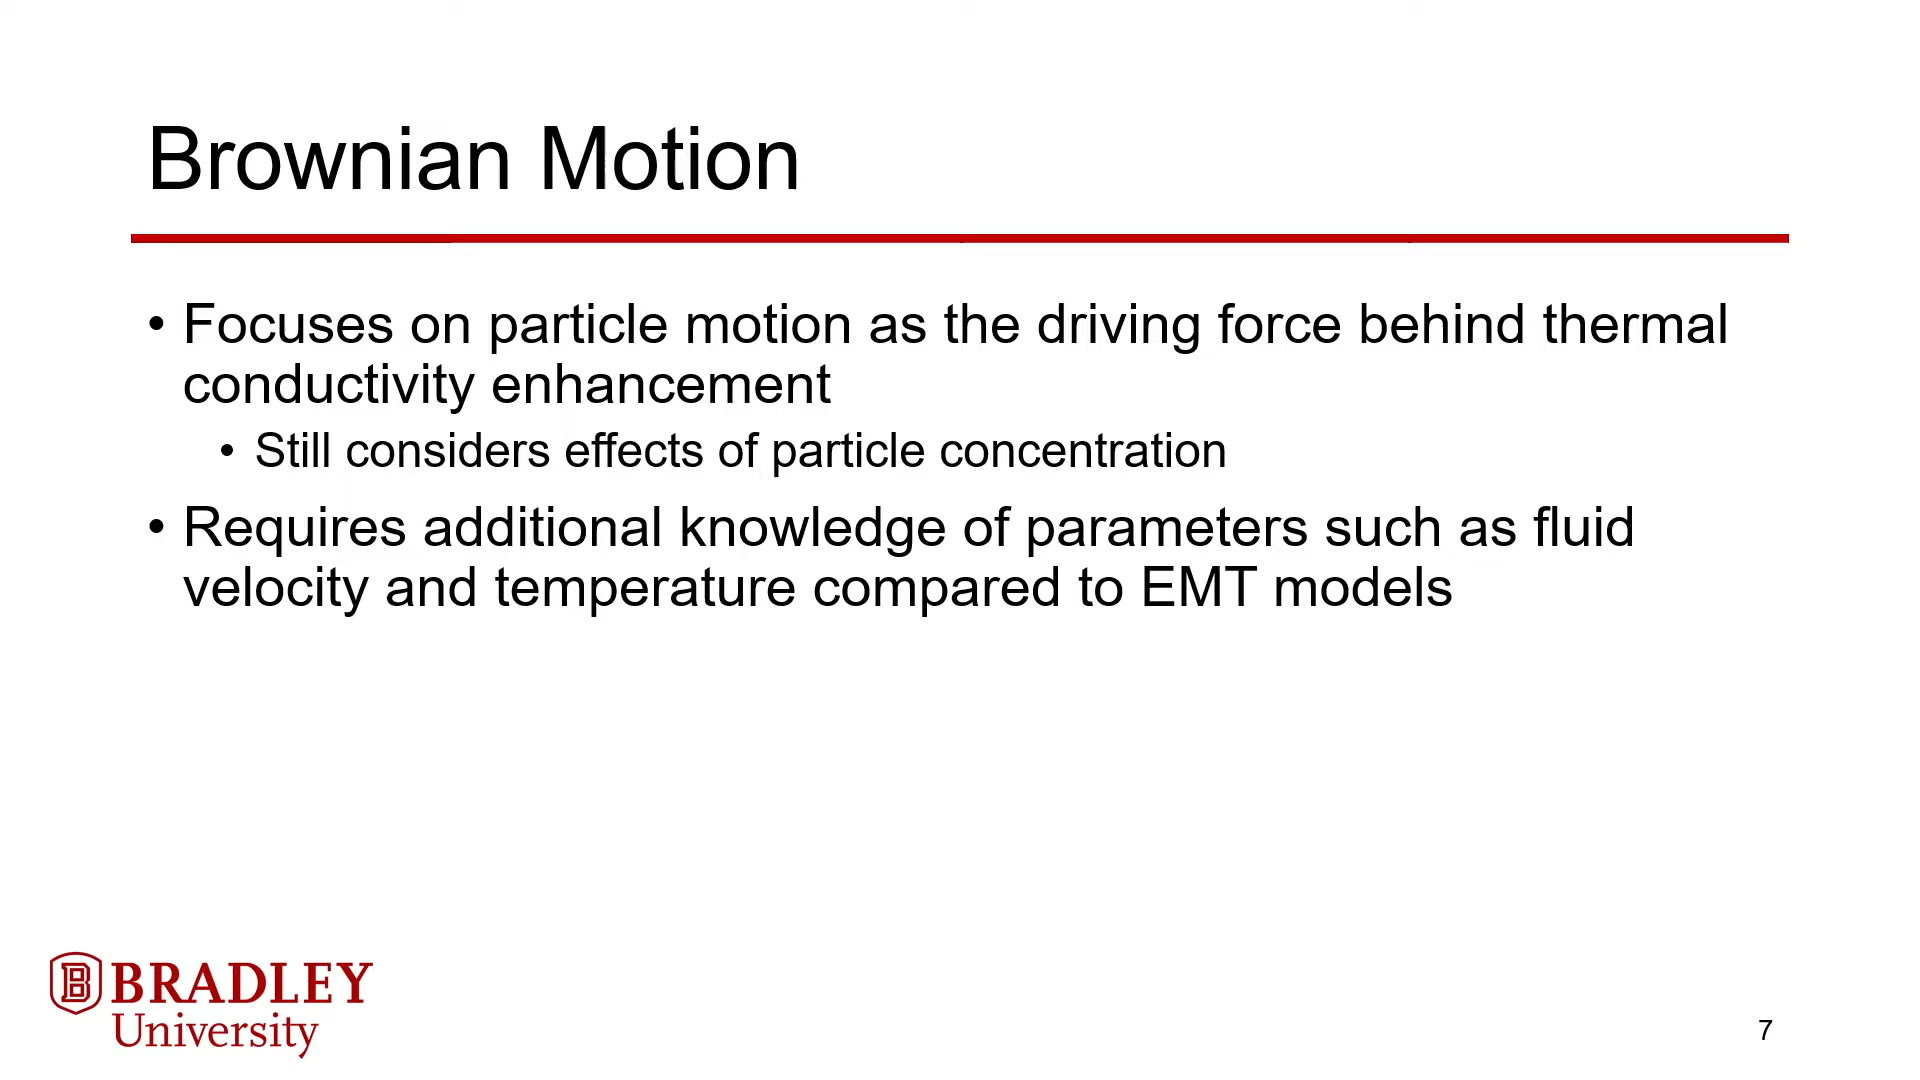 Brownian Motion
• Focuses on particle motion as the driving force behind thermal
conductivity enhancement
• Still considers effects of particle concentration
• Requires additional knowledge of parameters such as fluid
velocity and temperature compared to EMT models
B BRADLEY
University
7